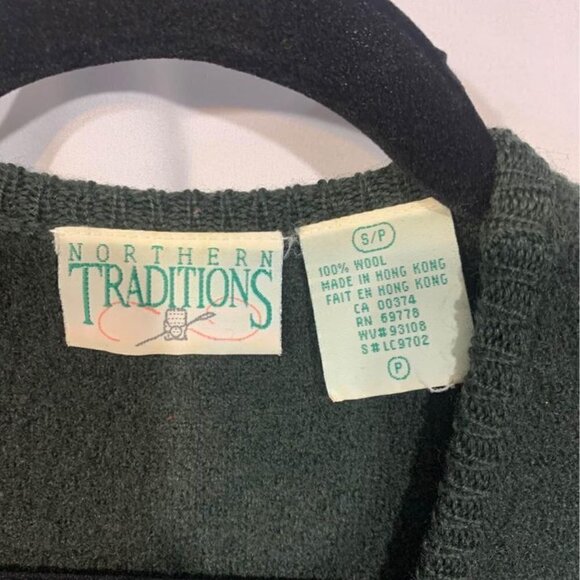 NORTHERN
TRADITIONS
S/P
100% WOOL
MADE IN HONG KONG
FAIT EN HONG KONG
CA 00374
RN 69778
WV# 93108
S# LC9702
P